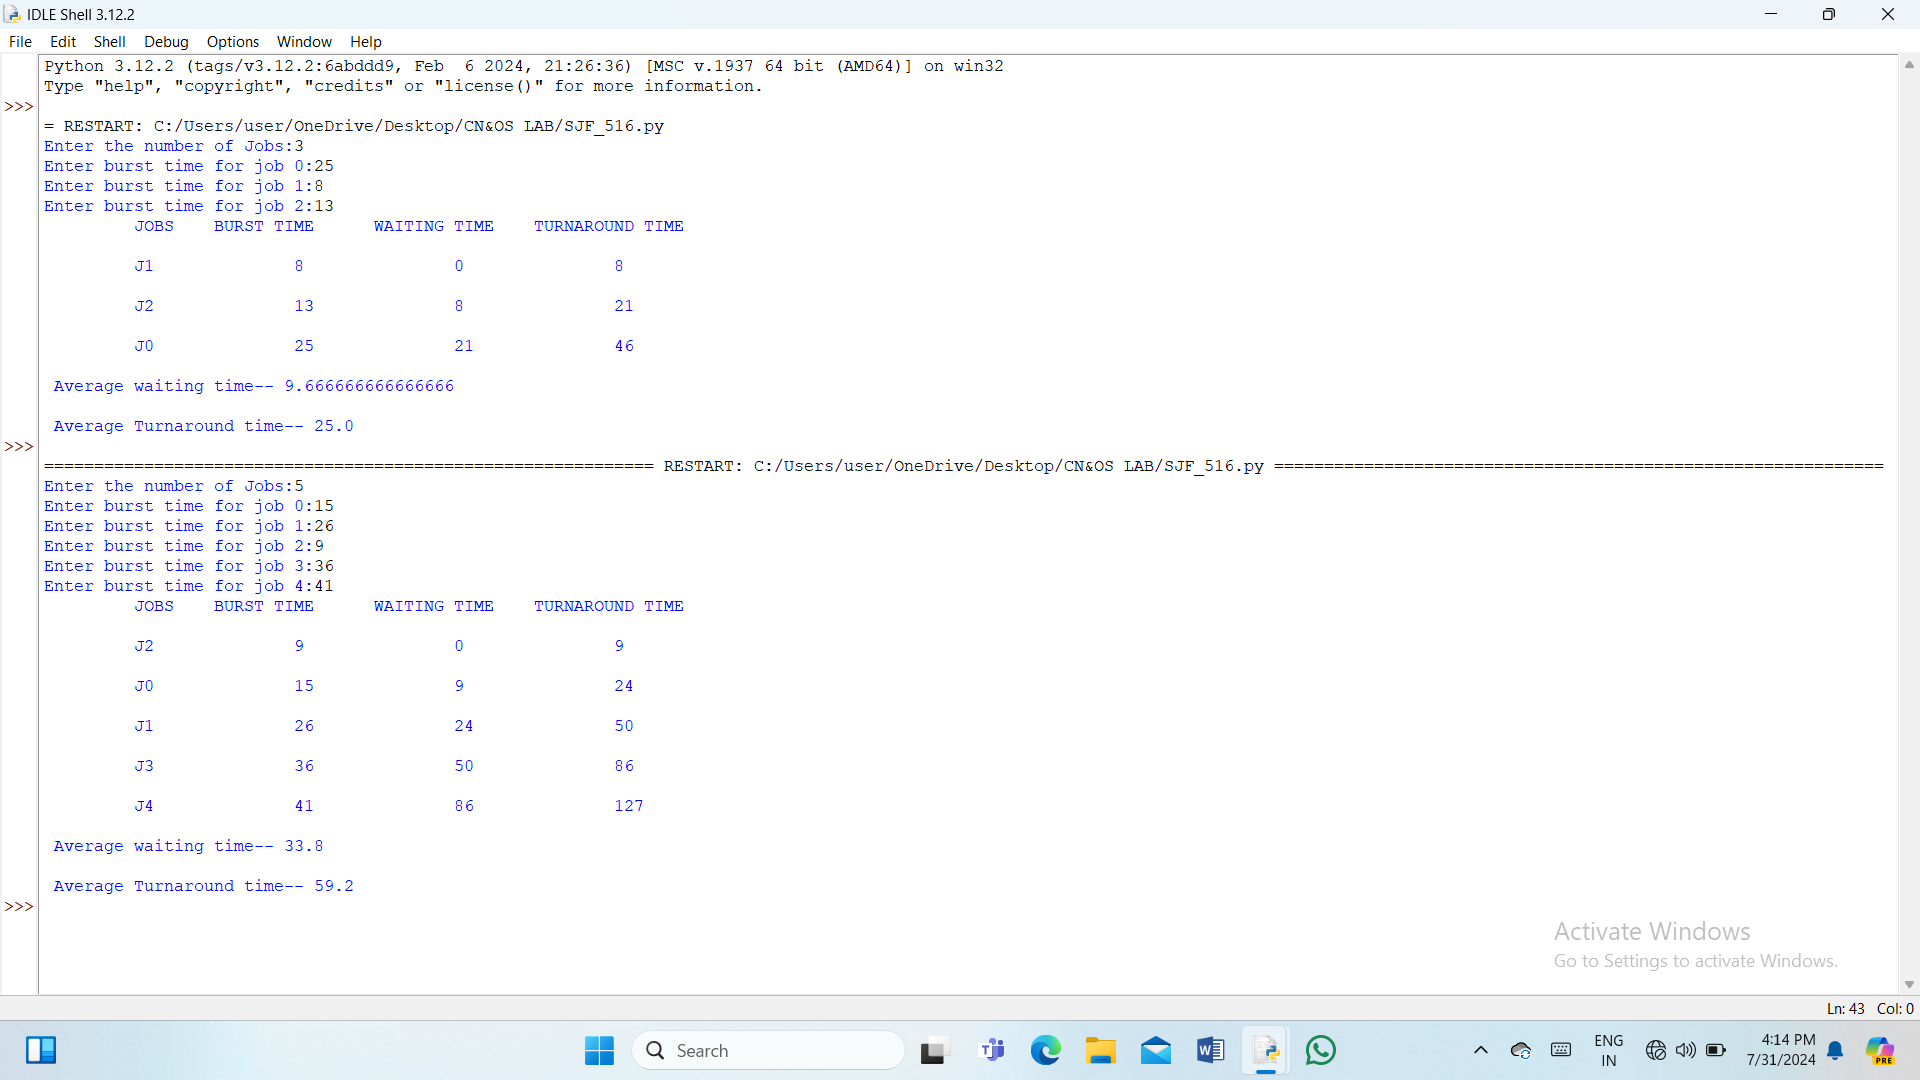 IDLE Shell 3.12.2
File Edit Shell Debug Options Window Help
Python 3.12.2 (tags/v3.12.2:6abddd9, Feb  6 2024, 21:26:36) [MSC v.1937 64 bit (AMD64)] on win32
Type "help", "copyright", "credits" or "license()" for more information.
>>>
= RESTART: C:/Users/user/OneDrive/Desktop/CN&OS LAB/SJF_516.py
Enter the number of Jobs:3
Enter burst time for job 0:25
Enter burst time for job 1:8
Enter burst time for job 2:13
JOBS BURST TIME WAITING TIME TURNAROUND TIME
J1 8 0 8
J2 13 8 21
J0 25 21 46
Average waiting time-- 9.666666666666666
Average Turnaround time-- 25.0
>>>
============================================================= RESTART: C:/Users/user/OneDrive/Desktop/CN&OS LAB/SJF_516.py =============================================================
Enter the number of Jobs:5
Enter burst time for job 0:15
Enter burst time for job 1:26
Enter burst time for job 2:9
Enter burst time for job 3:36
Enter burst time for job 4:41
JOBS BURST TIME WAITING TIME TURNAROUND TIME
J2 9 0 9
J0 15 9 24
J1 26 24 50
J3 36 50 86
J4 41 86 127
Average waiting time-- 33.8
Average Turnaround time-- 59.2
>>>
Activate Windows
Go to Settings to activate Windows.
Ln: 43 Col: 0
Search
ENG
IN
4:14 PM
7/31/2024
PRE